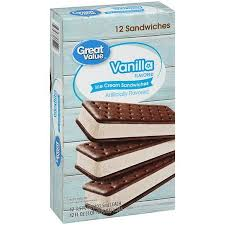 12 Sandwiches
Great
Value
Vanilla
FLAVORED
Ice Cream Sandwiches
Artificially Flavored